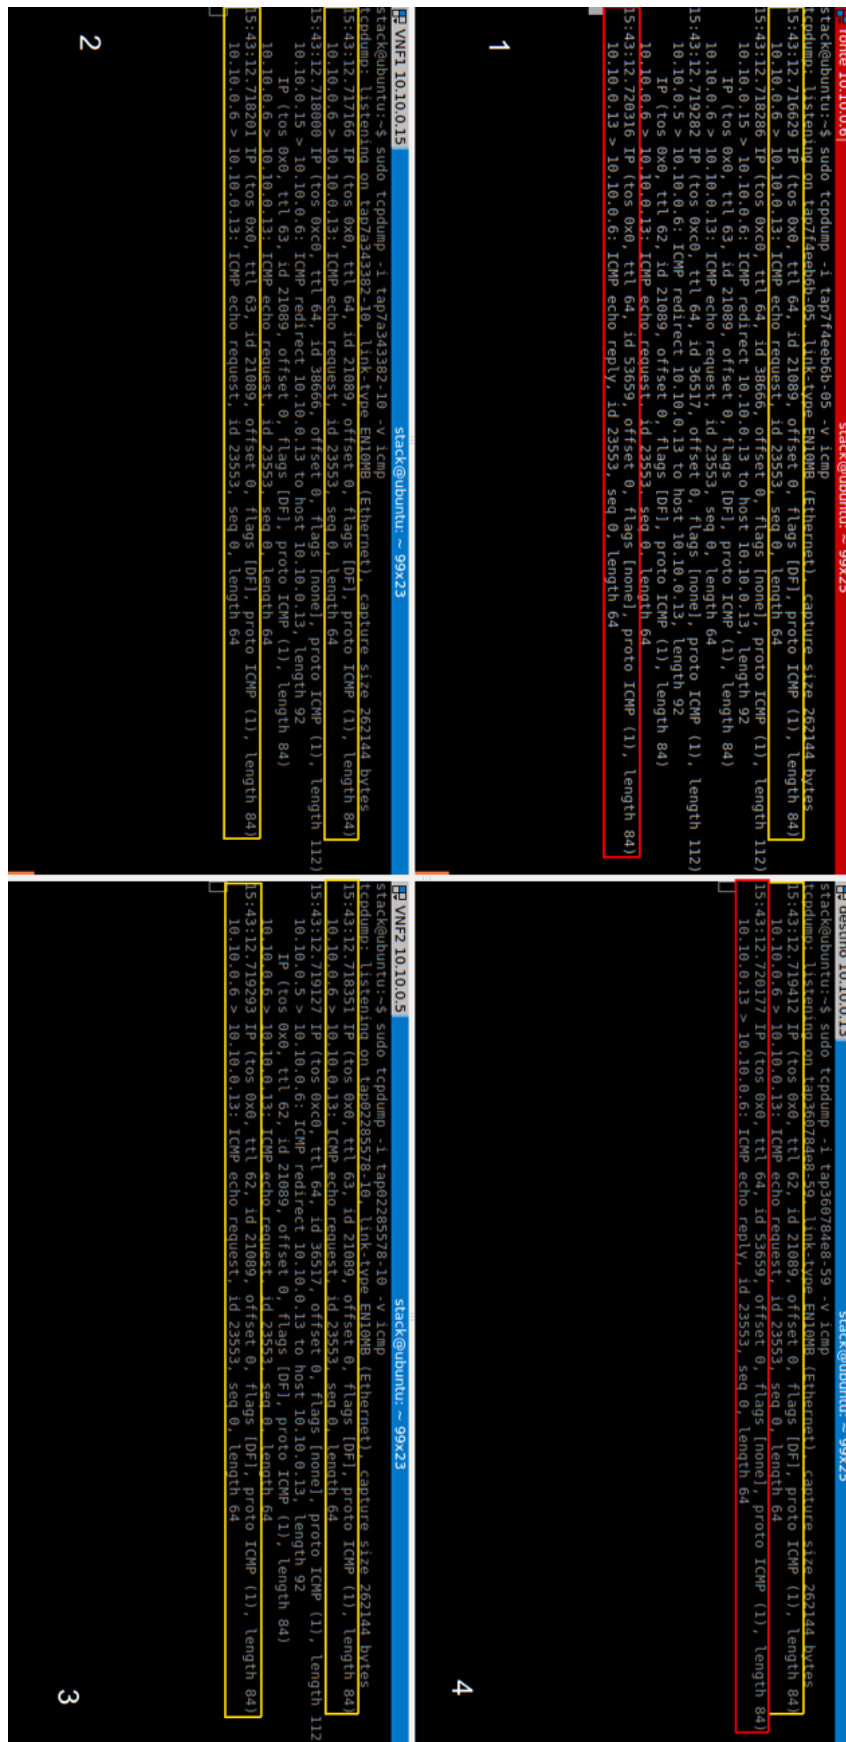 fonte 10.10.0.6]
stack@ubuntu: ~ 99x25
stack@ubuntu:~$ sudo tcpdump -i tap7f4eeb6b-05 -v icmp
tcpdump: listening on tap7f4eeb6b-05, link-type EN10MB (Ethernet), capture size 262144 bytes
15:43:12.716629 IP (tos 0x0, ttl 64, id 21089, offset 0, flags [DF], proto ICMP (1), length 84)
10.10.0.6 > 10.10.0.13: ICMP echo request, id 23553, seq 0, length 64
15:43:12.718286 IP (tos 0xc0, ttl 64, id 38666, offset 0, flags [none], proto ICMP (1), length 112)
10.10.0.15 > 10.10.0.6: ICMP redirect 10.10.0.13 to host 10.10.0.13, length 92
IP (tos 0x0, ttl 63, id 21089, offset 0, flags [DF], proto ICMP (1), length 84)
10.10.0.6 > 10.10.0.13: ICMP echo request, id 23553, seq 0, length 64
15:43:12.719282 IP (tos 0xc0, ttl 64, id 36517, offset 0, flags [none], proto ICMP (1), length 112)
10.10.0.5 > 10.10.0.6: ICMP redirect 10.10.0.13 to host 10.10.0.13, length 92
IP (tos 0x0, ttl 62, id 21089, offset 0, flags [DF], proto ICMP (1), length 84)
10.10.0.6 > 10.10.0.13: ICMP echo request, id 23553, seq 0, length 64
15:43:12.720316 IP (tos 0x0, ttl 64, id 53659, offset 0, flags [none], proto ICMP (1), length 84)
10.10.0.13 > 10.10.0.6: ICMP echo reply, id 23553, seq 0, length 64
1
destino 10.10.0.13
stack@ubuntu: ~ 99x25
stack@ubuntu:~$ sudo tcpdump -i tap360784e8-59 -v icmp
tcpdump: listening on tap360784e8-59, link-type EN10MB (Ethernet), capture size 262144 bytes
15:43:12.719412 IP (tos 0x0, ttl 62, id 21089, offset 0, flags [DF], proto ICMP (1), length 84)
10.10.0.6 > 10.10.0.13: ICMP echo request, id 23553, seq 0, length 64
15:43:12.720177 IP (tos 0x0, ttl 64, id 53659, offset 0, flags [none], proto ICMP (1), length 84)
10.10.0.13 > 10.10.0.6: ICMP echo reply, id 23553, seq 0, length 64
4
VNF1 10.10.0.15
stack@ubuntu: ~ 99x23
stack@ubuntu:~$ sudo tcpdump -i tap7a343382-10 -v icmp
tcpdump: listening on tap7a343382-10, link-type EN10MB (Ethernet), capture size 262144 bytes
15:43:12.717166 IP (tos 0x0, ttl 64, id 21089, offset 0, flags [DF], proto ICMP (1), length 84)
10.10.0.6 > 10.10.0.13: ICMP echo request, id 23553, seq 0, length 64
15:43:12.718000 IP (tos 0xc0, ttl 64, id 38666, offset 0, flags [none], proto ICMP (1), length 112)
10.10.0.15 > 10.10.0.6: ICMP redirect 10.10.0.13 to host 10.10.0.13, length 92
IP (tos 0x0, ttl 63, id 21089, offset 0, flags [DF], proto ICMP (1), length 84)
10.10.0.6 > 10.10.0.13: ICMP echo request, id 23553, seq 0, length 64
15:43:12.718201 IP (tos 0x0, ttl 63, id 21089, offset 0, flags [DF], proto ICMP (1), length 84)
10.10.0.6 > 10.10.0.13: ICMP echo request, id 23553, seq 0, length 64
2
VNF2 10.10.0.5
stack@ubuntu: ~ 99x23
stack@ubuntu:~$ sudo tcpdump -i tap02285578-10 -v icmp
tcpdump: listening on tap02285578-10, link-type EN10MB (Ethernet), capture size 262144 bytes
15:43:12.718351 IP (tos 0x0, ttl 63, id 21089, offset 0, flags [DF], proto ICMP (1), length 84)
10.10.0.6 > 10.10.0.13: ICMP echo request, id 23553, seq 0, length 64
15:43:12.719127 IP (tos 0xc0, ttl 64, id 36517, offset 0, flags [none], proto ICMP (1), length 112
10.10.0.5 > 10.10.0.6: ICMP redirect 10.10.0.13 to host 10.10.0.13, length 92
IP (tos 0x0, ttl 62, id 21089, offset 0, flags [DF], proto ICMP (1), length 84)
10.10.0.6 > 10.10.0.13: ICMP echo request, id 23553, seq 0, length 64
15:43:12.719293 IP (tos 0x0, ttl 62, id 21089, offset 0, flags [DF], proto ICMP (1), length 84)
10.10.0.6 > 10.10.0.13: ICMP echo request, id 23553, seq 0, length 64
3